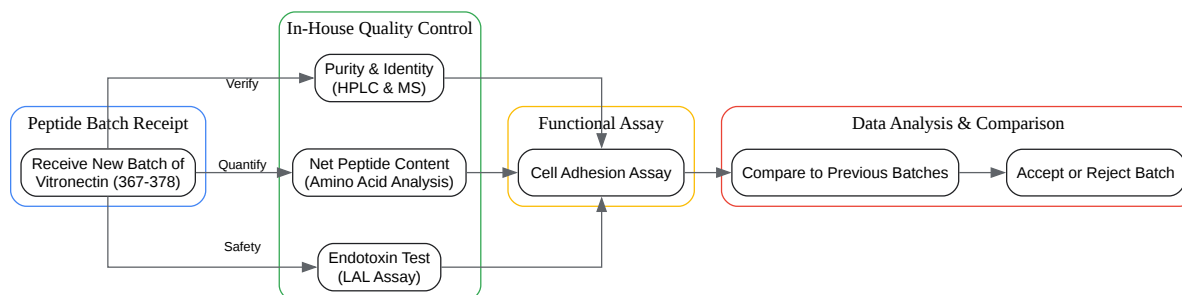 In-House Quality Control
Purity & Identity
(HPLC & MS)
Verify
Peptide Batch Receipt
Functional Assay
Data Analysis & Comparison
Receive New Batch of
Vitronectin (367-378)
Quantify
Net Peptide Content
(Amino Acid Analysis)
Cell Adhesion Assay
Compare to Previous Batches
Accept or Reject Batch
Safety
Endotoxin Test
(LAL Assay)